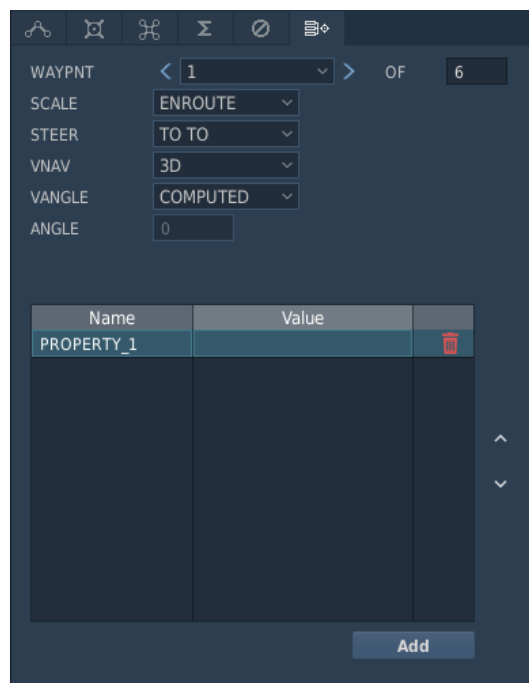 WAYPNT 1 OF 6
SCALE ENROUTE
STEER TO TO
VNAV 3D
VANGLE COMPUTED
ANGLE 0
Name Value
PROPERTY_1
Add